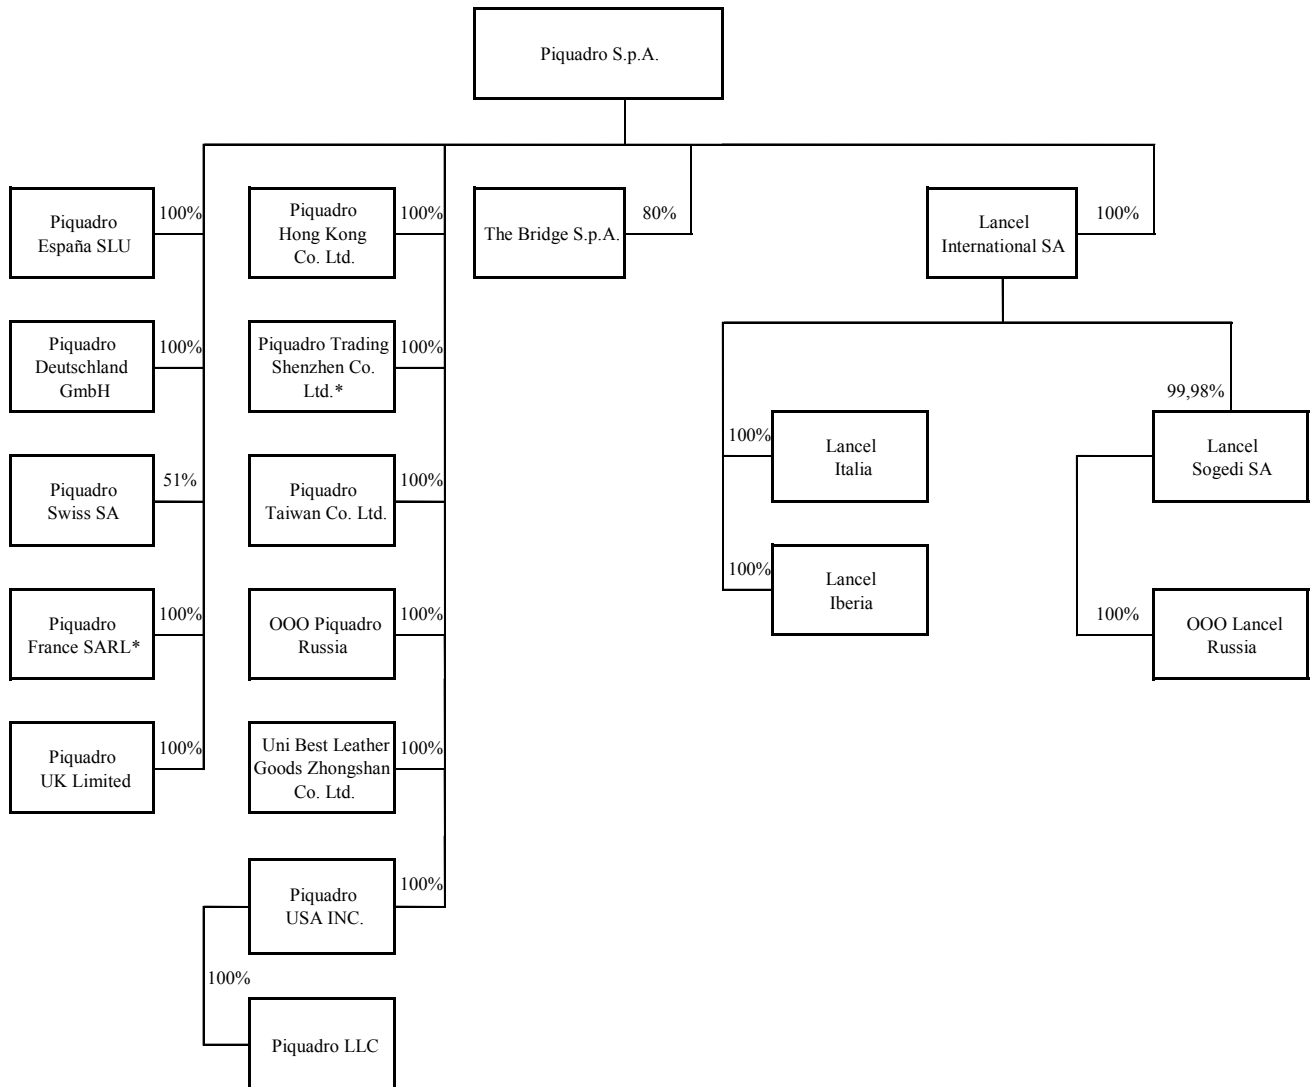 Piquadro S.p.A.
Piquadro
España SLU
100%
Piquadro
Hong Kong
Co. Ltd.
100%
The Bridge S.p.A.
80%
Lancel
International SA
100%
Piquadro
Deutschland
GmbH
100%
Piquadro Trading
Shenzhen Co.
Ltd.*
100%
99,98%
Piquadro
Swiss SA
51%
Piquadro
Taiwan Co. Ltd.
100%
100%
Lancel
Italia
Lancel
Sogedi SA
Piquadro
France SARL*
100%
OOO Piquadro
Russia
100%
100%
Lancel
Iberia
100%
OOO Lancel
Russia
Piquadro
UK Limited
100%
Uni Best Leather
Goods Zhongshan
Co. Ltd.
100%
Piquadro
USA INC.
100%
100%
Piquadro LLC